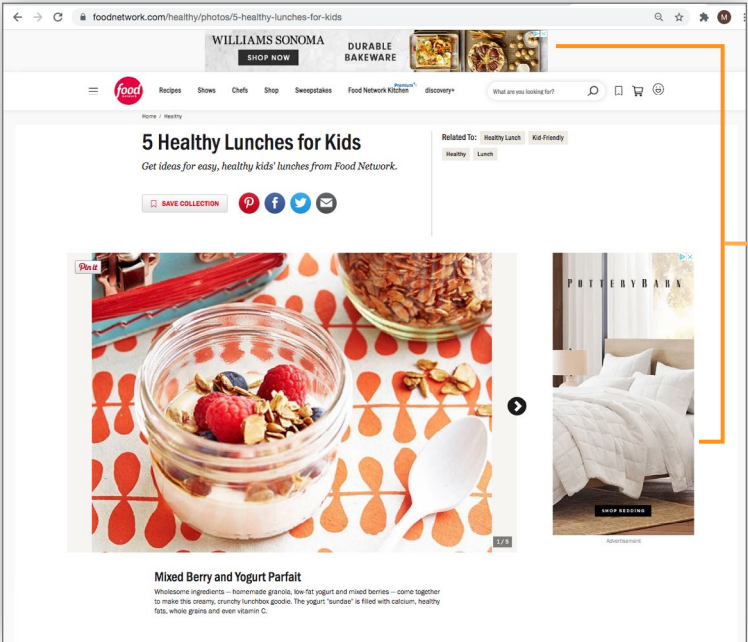 foodnetwork.com/healthy/photos/5-healthy-lunches-for-kids
M
WILLIAMS SONOMA
SHOP NOW
DURABLE
BAKEWARE
food
network
Recipes Shows Chefs Shop Sweepstakes Food Network Kitchen Premium discovery+
What are you looking for?
Home / Healthy
5 Healthy Lunches for Kids
Get ideas for easy, healthy kids' lunches from Food Network.
SAVE COLLECTION
Related To: Healthy Lunch Kid-Friendly
Healthy Lunch
Pin it
1 / 5
POTTERY BARN
SHOP BEDDING
Advertisement
Mixed Berry and Yogurt Parfait
Wholesome ingredients — homemade granola, low-fat yogurt and mixed berries — come together
to make this creamy, crunchy lunchbox goodie. The yogurt "sundae" is filled with calcium, healthy
fats, whole grains and even vitamin C.